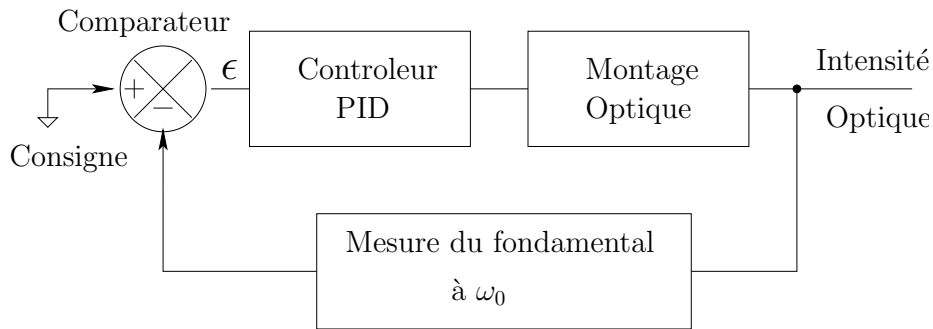 Comparateur
ϵ
Controleur
PID
Montage
Optique
Intensité
Optique
+
−
Consigne
Mesure du fondamental
à ω₀